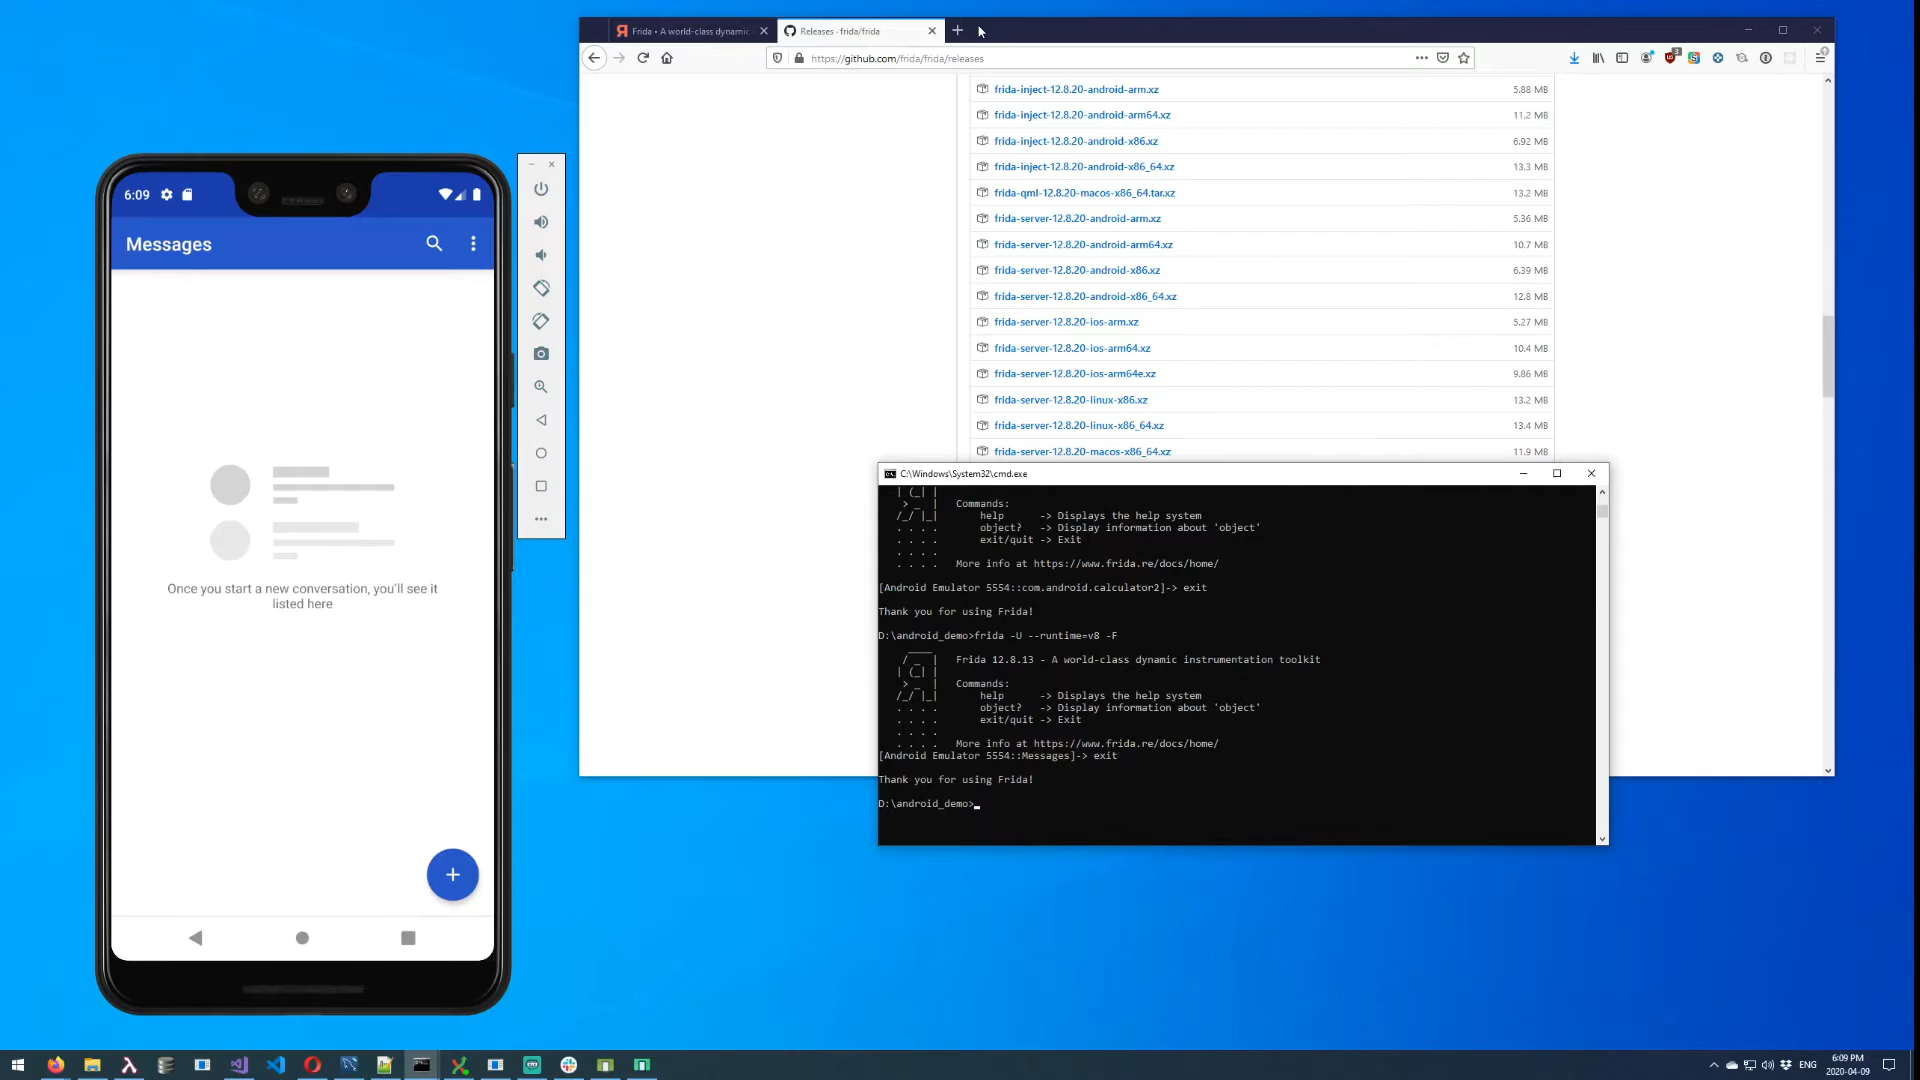 6:09
Messages
Once you start a new conversation, you'll see it
listed here
Frida • A world-class dynamic
Releases · frida/frida
https://github.com/frida/frida/releases
frida-inject-12.8.20-android-arm.xz 5.88 MB
frida-inject-12.8.20-android-arm64.xz 11.2 MB
frida-inject-12.8.20-android-x86.xz 6.92 MB
frida-inject-12.8.20-android-x86_64.xz 13.3 MB
frida-qml-12.8.20-macos-x86_64.tar.xz 13.2 MB
frida-server-12.8.20-android-arm.xz 5.36 MB
frida-server-12.8.20-android-arm64.xz 10.7 MB
frida-server-12.8.20-android-x86.xz 6.39 MB
frida-server-12.8.20-android-x86_64.xz 12.8 MB
frida-server-12.8.20-ios-arm.xz 5.27 MB
frida-server-12.8.20-ios-arm64.xz 10.4 MB
frida-server-12.8.20-ios-arm64e.xz 9.86 MB
frida-server-12.8.20-linux-x86.xz 13.2 MB
frida-server-12.8.20-linux-x86_64.xz 13.4 MB
frida-server-12.8.20-macos-x86_64.xz 11.9 MB
C:\Windows\System32\cmd.exe
| (_| |
> _ | Commands:
/_/ |_| help -> Displays the help system
. . . . object? -> Display information about 'object'
. . . . exit/quit -> Exit
. . . .
. . . . More info at https://www.frida.re/docs/home/
[Android Emulator 5554::com.android.calculator2]-> exit
Thank you for using Frida!
D:\android_demo>frida -U --runtime=v8 -F
____
/ _ | Frida 12.8.13 - A world-class dynamic instrumentation toolkit
| (_| |
> _ | Commands:
/_/ |_| help -> Displays the help system
. . . . object? -> Display information about 'object'
. . . . exit/quit -> Exit
. . . .
. . . . More info at https://www.frida.re/docs/home/
[Android Emulator 5554::Messages]-> exit
Thank you for using Frida!
D:\android_demo>
ENG
6:09 PM
2020-04-09